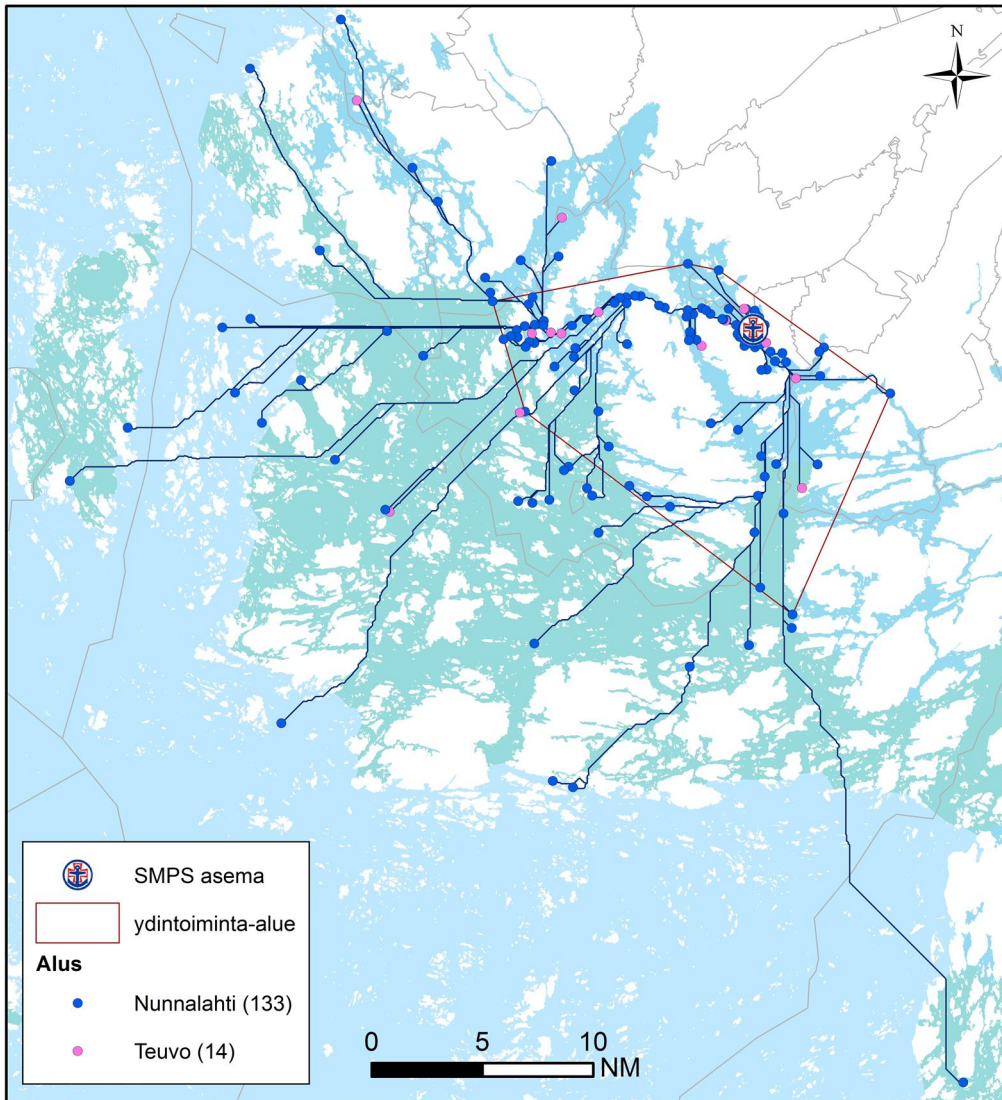 N
SMPS asema
ydintoiminta-alue
Alus
Nunnalahti (133)
Teuvo (14)
0 5 10
NM